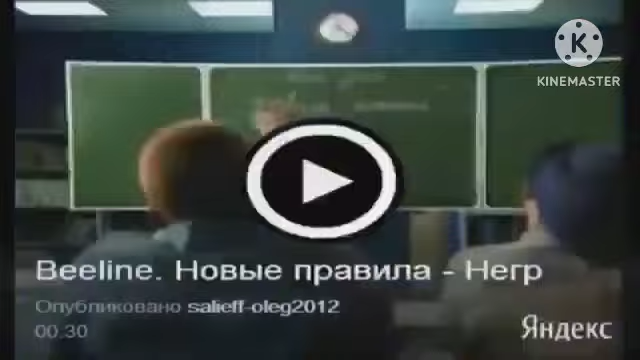 KINEMASTER
Beeline. Новые правила - Негр
Опубликовано salieff-oleg2012
00:30
Яндекс